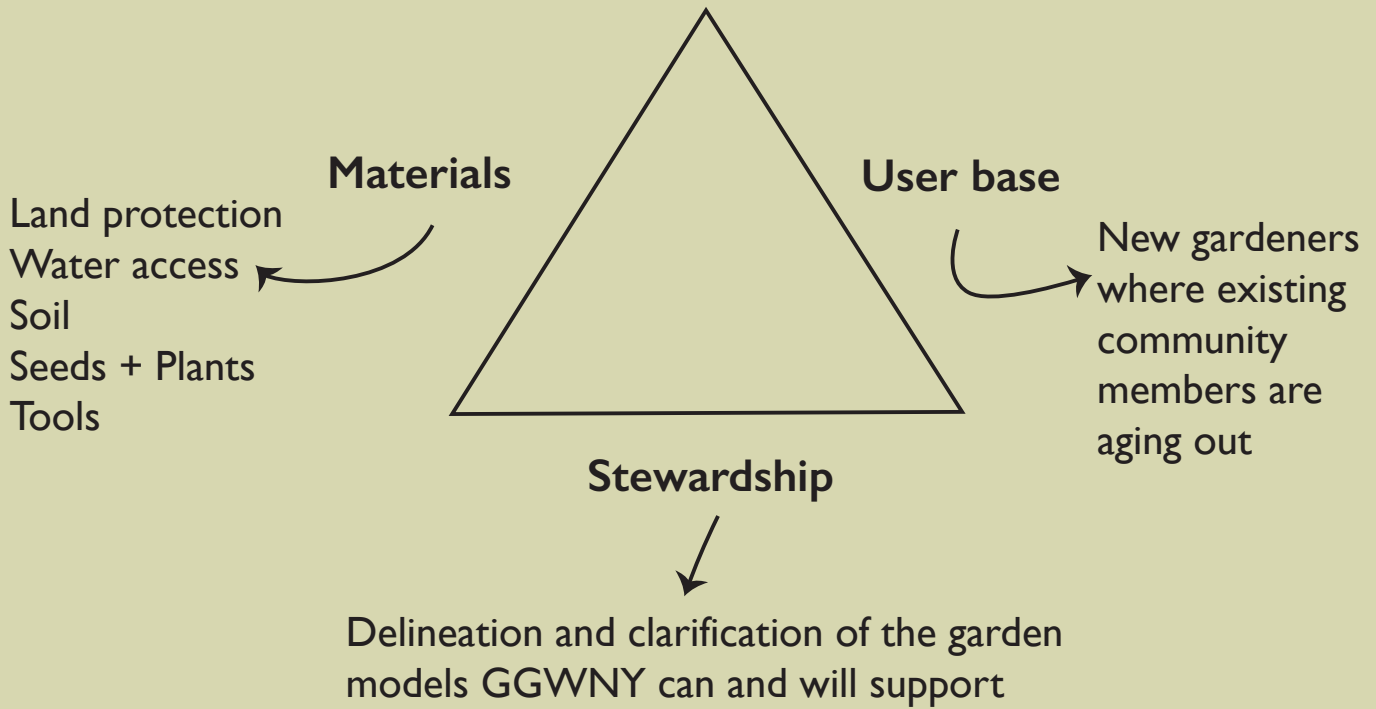 Materials
Land protection
Water access
Soil
Seeds + Plants
Tools
User base
New gardeners
where existing
community
members are
aging out
Stewardship
Delineation and clarification of the garden
models GGWNY can and will support